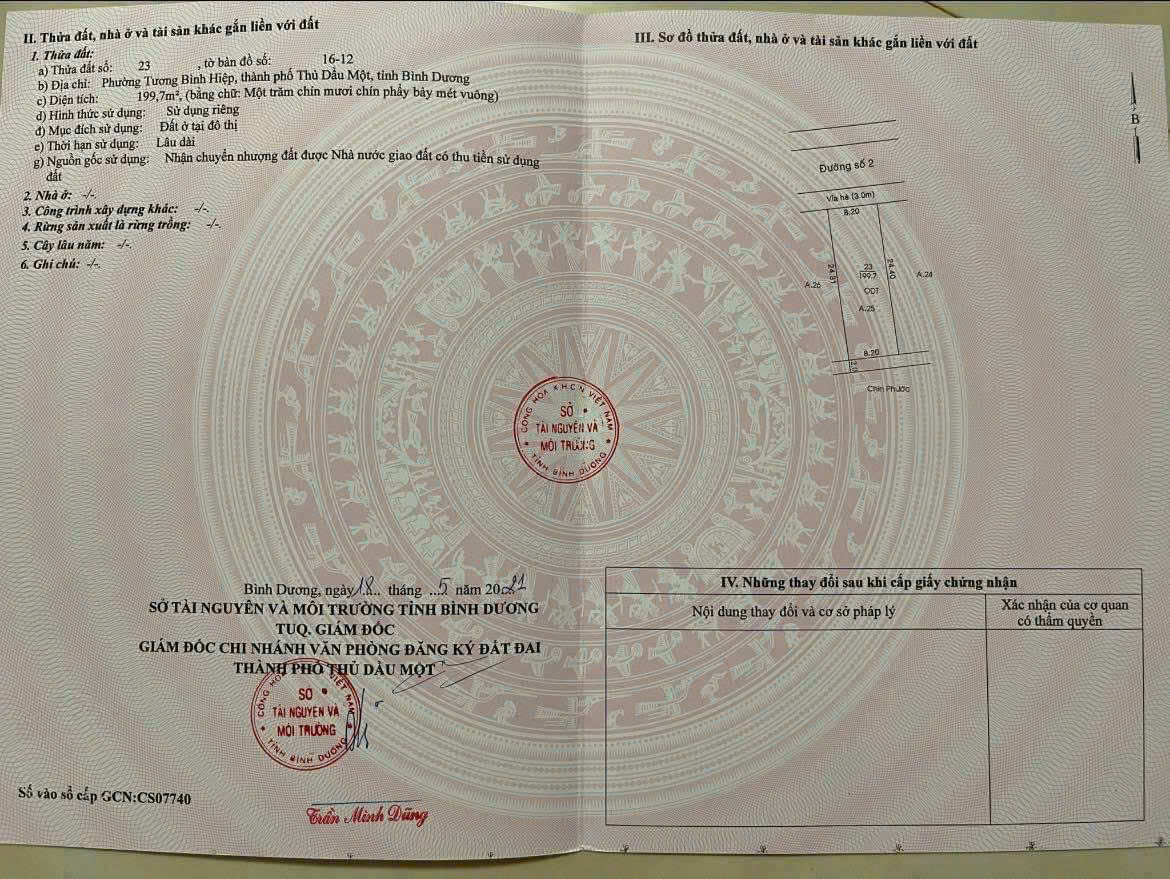 II. Thửa đất, nhà ở và tài sản khác gắn liền với đất
1. Thửa đất:
a) Thửa đất số: 23 , tờ bản đồ số: 16-12
b) Địa chỉ: Phường Tương Bình Hiệp, thành phố Thủ Dầu Một, tỉnh Bình Dương
c) Diện tích: 199,7m², (bằng chữ: Một trăm chín mươi chín phẩy bảy mét vuông)
d) Hình thức sử dụng: Sử dụng riêng
đ) Mục đích sử dụng: Đất ở tại đô thị
e) Thời hạn sử dụng: Lâu dài
g) Nguồn gốc sử dụng: Nhận chuyển nhượng đất được Nhà nước giao đất có thu tiền sử dụng
đất
2. Nhà ở: -/-.
3. Công trình xây dựng khác: -/-.
4. Rừng sản xuất là rừng trồng: -/-.
5. Cây lâu năm: -/-.
6. Ghi chú: -/-.
Bình Dương, ngày 18 tháng 5 năm 2021
SỞ TÀI NGUYÊN VÀ MÔI TRƯỜNG TỈNH BÌNH DƯƠNG
TUQ. GIÁM ĐỐC
GIÁM ĐỐC CHI NHÁNH VĂN PHÒNG ĐĂNG KÝ ĐẤT ĐAI
THÀNH PHỐ THỦ DẦU MỘT
CỘNG HOÀ X.H.C.N VIỆT NAM
SỞ
TÀI NGUYÊN VÀ
MÔI TRƯỜNG
TỈNH BÌNH DƯƠNG
Trần Minh Dũng
Số vào sổ cấp GCN:CS07740
CỘNG HOÀ X.H.C.N VIỆT NAM
SỞ
TÀI NGUYÊN VÀ
MÔI TRƯỜNG
TỈNH BÌNH DƯƠNG
III. Sơ đồ thửa đất, nhà ở và tài sản khác gắn liền với đất
B
Đường số 2
Vỉa hè (3.0m)
8.20
24.31
24.40
23
199.7
ODT
A.26
A.24
A.25
8.20
Chín Phước
IV. Những thay đổi sau khi cấp giấy chứng nhận
Nội dung thay đổi và cơ sở pháp lý
Xác nhận của cơ quan
có thẩm quyền